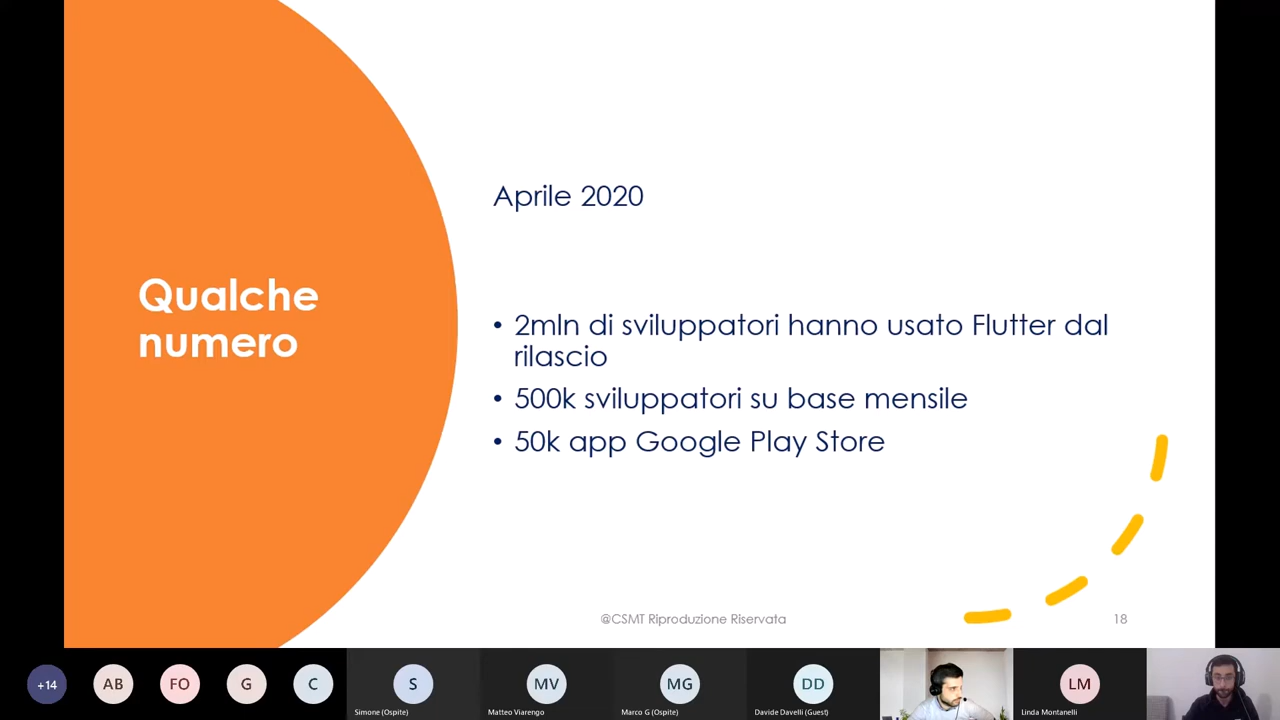 Qualche
numero
Aprile 2020
• 2mln di sviluppatori hanno usato Flutter dal
rilascio
• 500k sviluppatori su base mensile
• 50k app Google Play Store
@CSMT Riproduzione Riservata
18
+14
AB
FO
G
C
S
MV
MG
DD
LM
Simone (Ospite)
Matteo Viarengo
Marco G (Ospite)
Davide Davelli (Guest)
Linda Montanelli